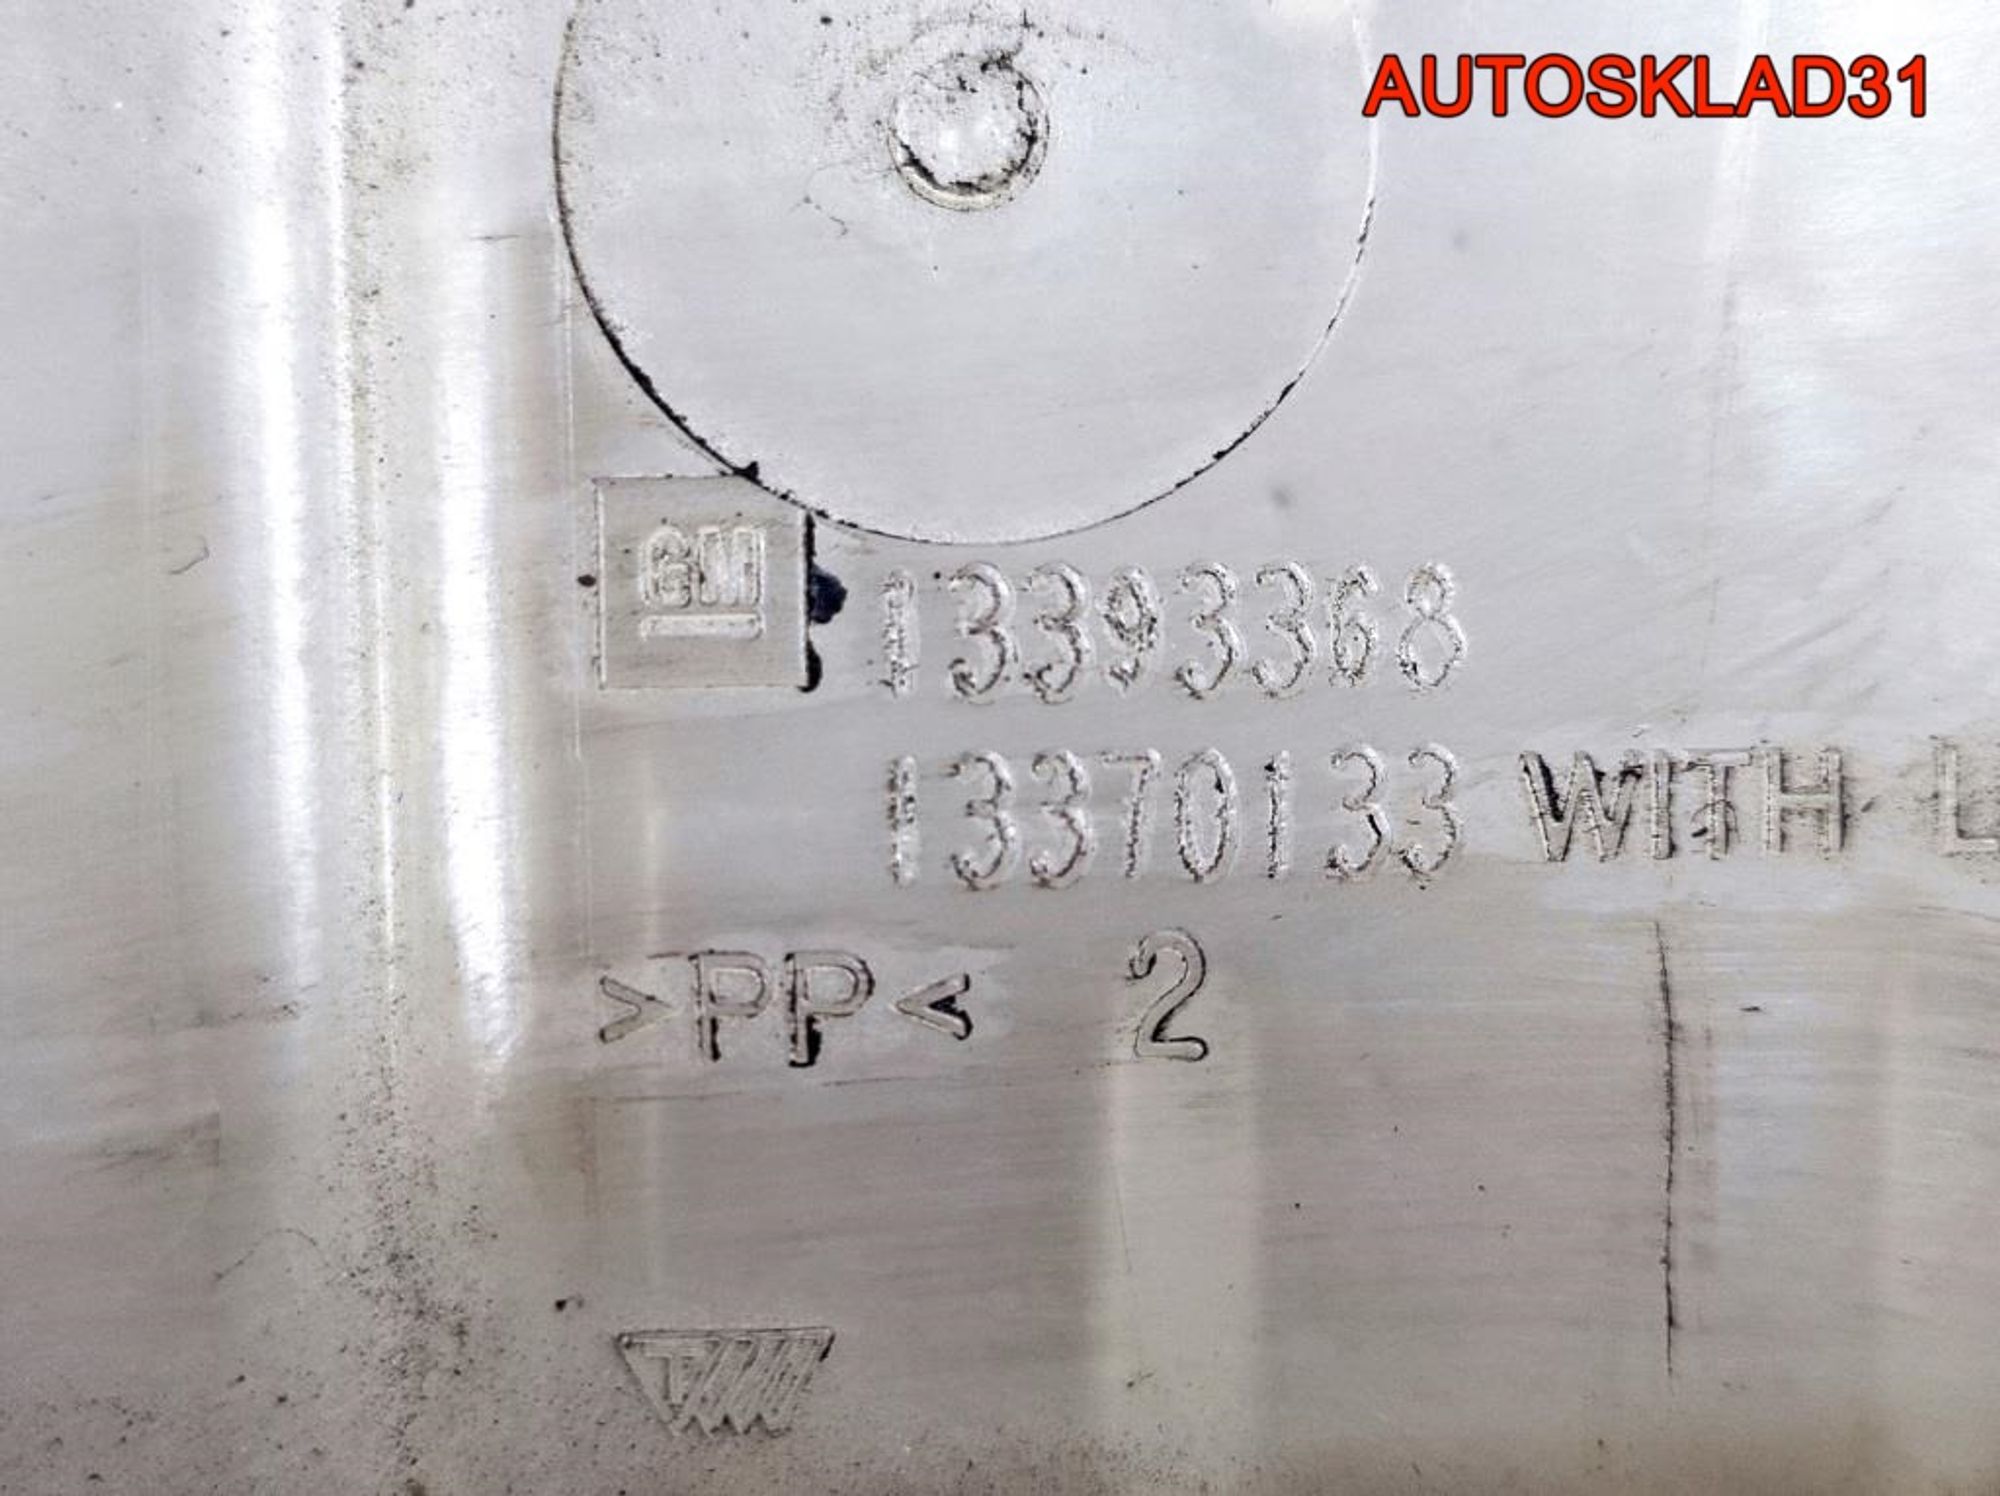 AUTOSKLAD31
GM 13393368
13370133 WITH L
>PP< 2